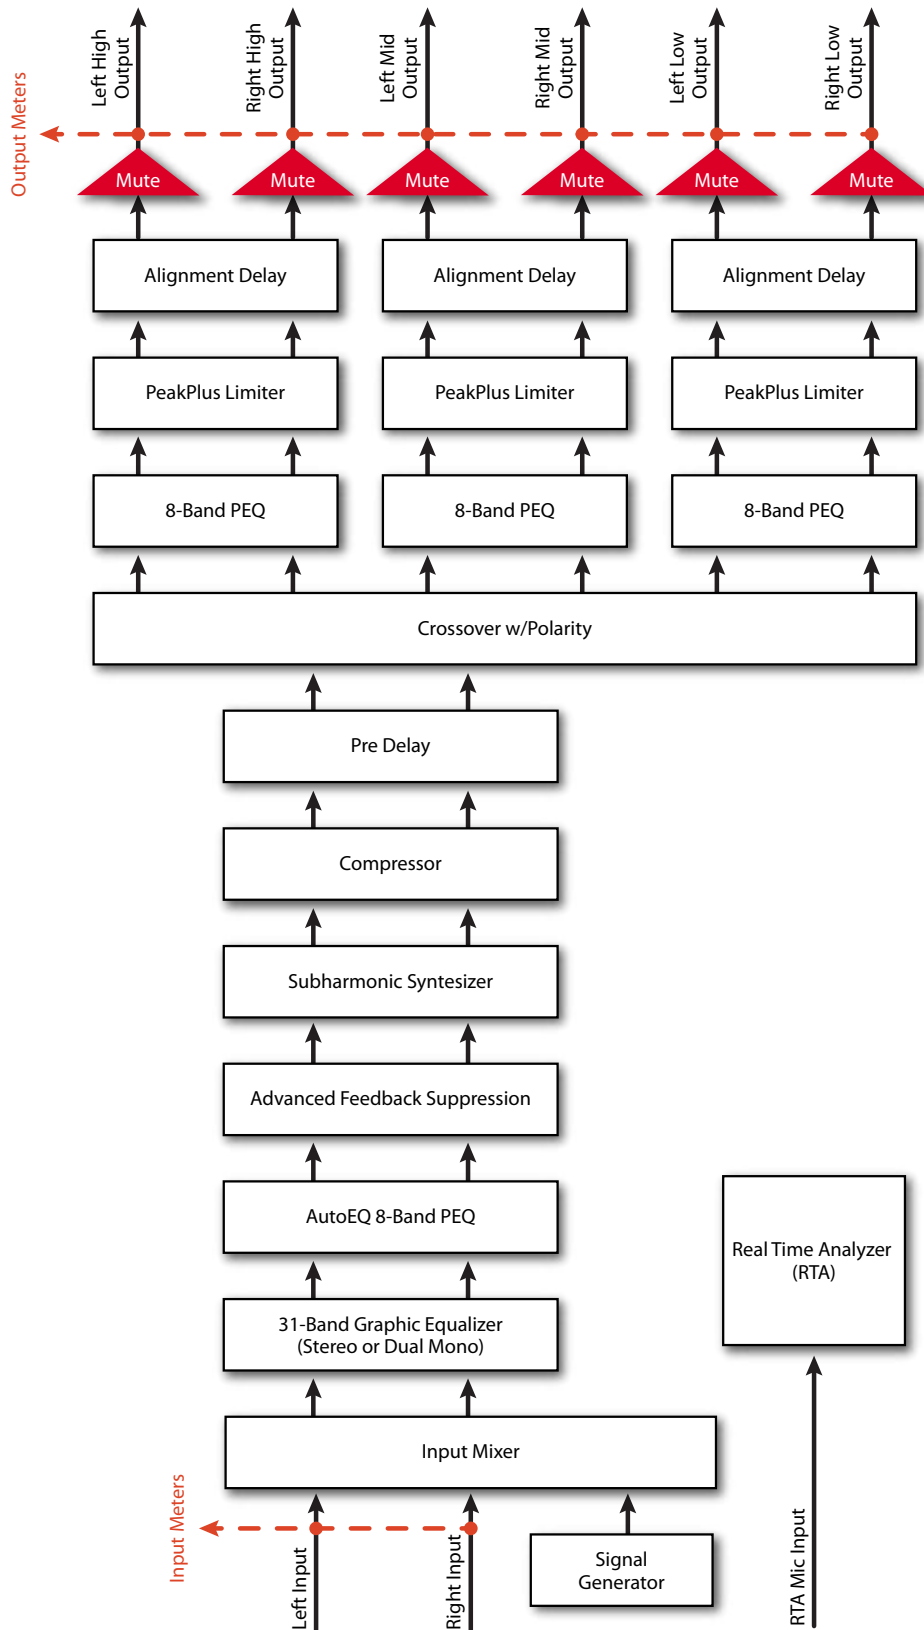 Left High
Output
Right High
Output
Left Mid
Output
Right Mid
Output
Left Low
Output
Right Low
Output
Output Meters
Mute
Mute
Mute
Mute
Mute
Mute
Alignment Delay
Alignment Delay
Alignment Delay
PeakPlus Limiter
PeakPlus Limiter
PeakPlus Limiter
8-Band PEQ
8-Band PEQ
8-Band PEQ
Crossover w/Polarity
Pre Delay
Compressor
Subharmonic Syntesizer
Advanced Feedback Suppression
AutoEQ 8-Band PEQ
Real Time Analyzer
(RTA)
31-Band Graphic Equalizer
(Stereo or Dual Mono)
Input Mixer
Input Meters
Left Input
Right Input
Signal
Generator
RTA Mic Input